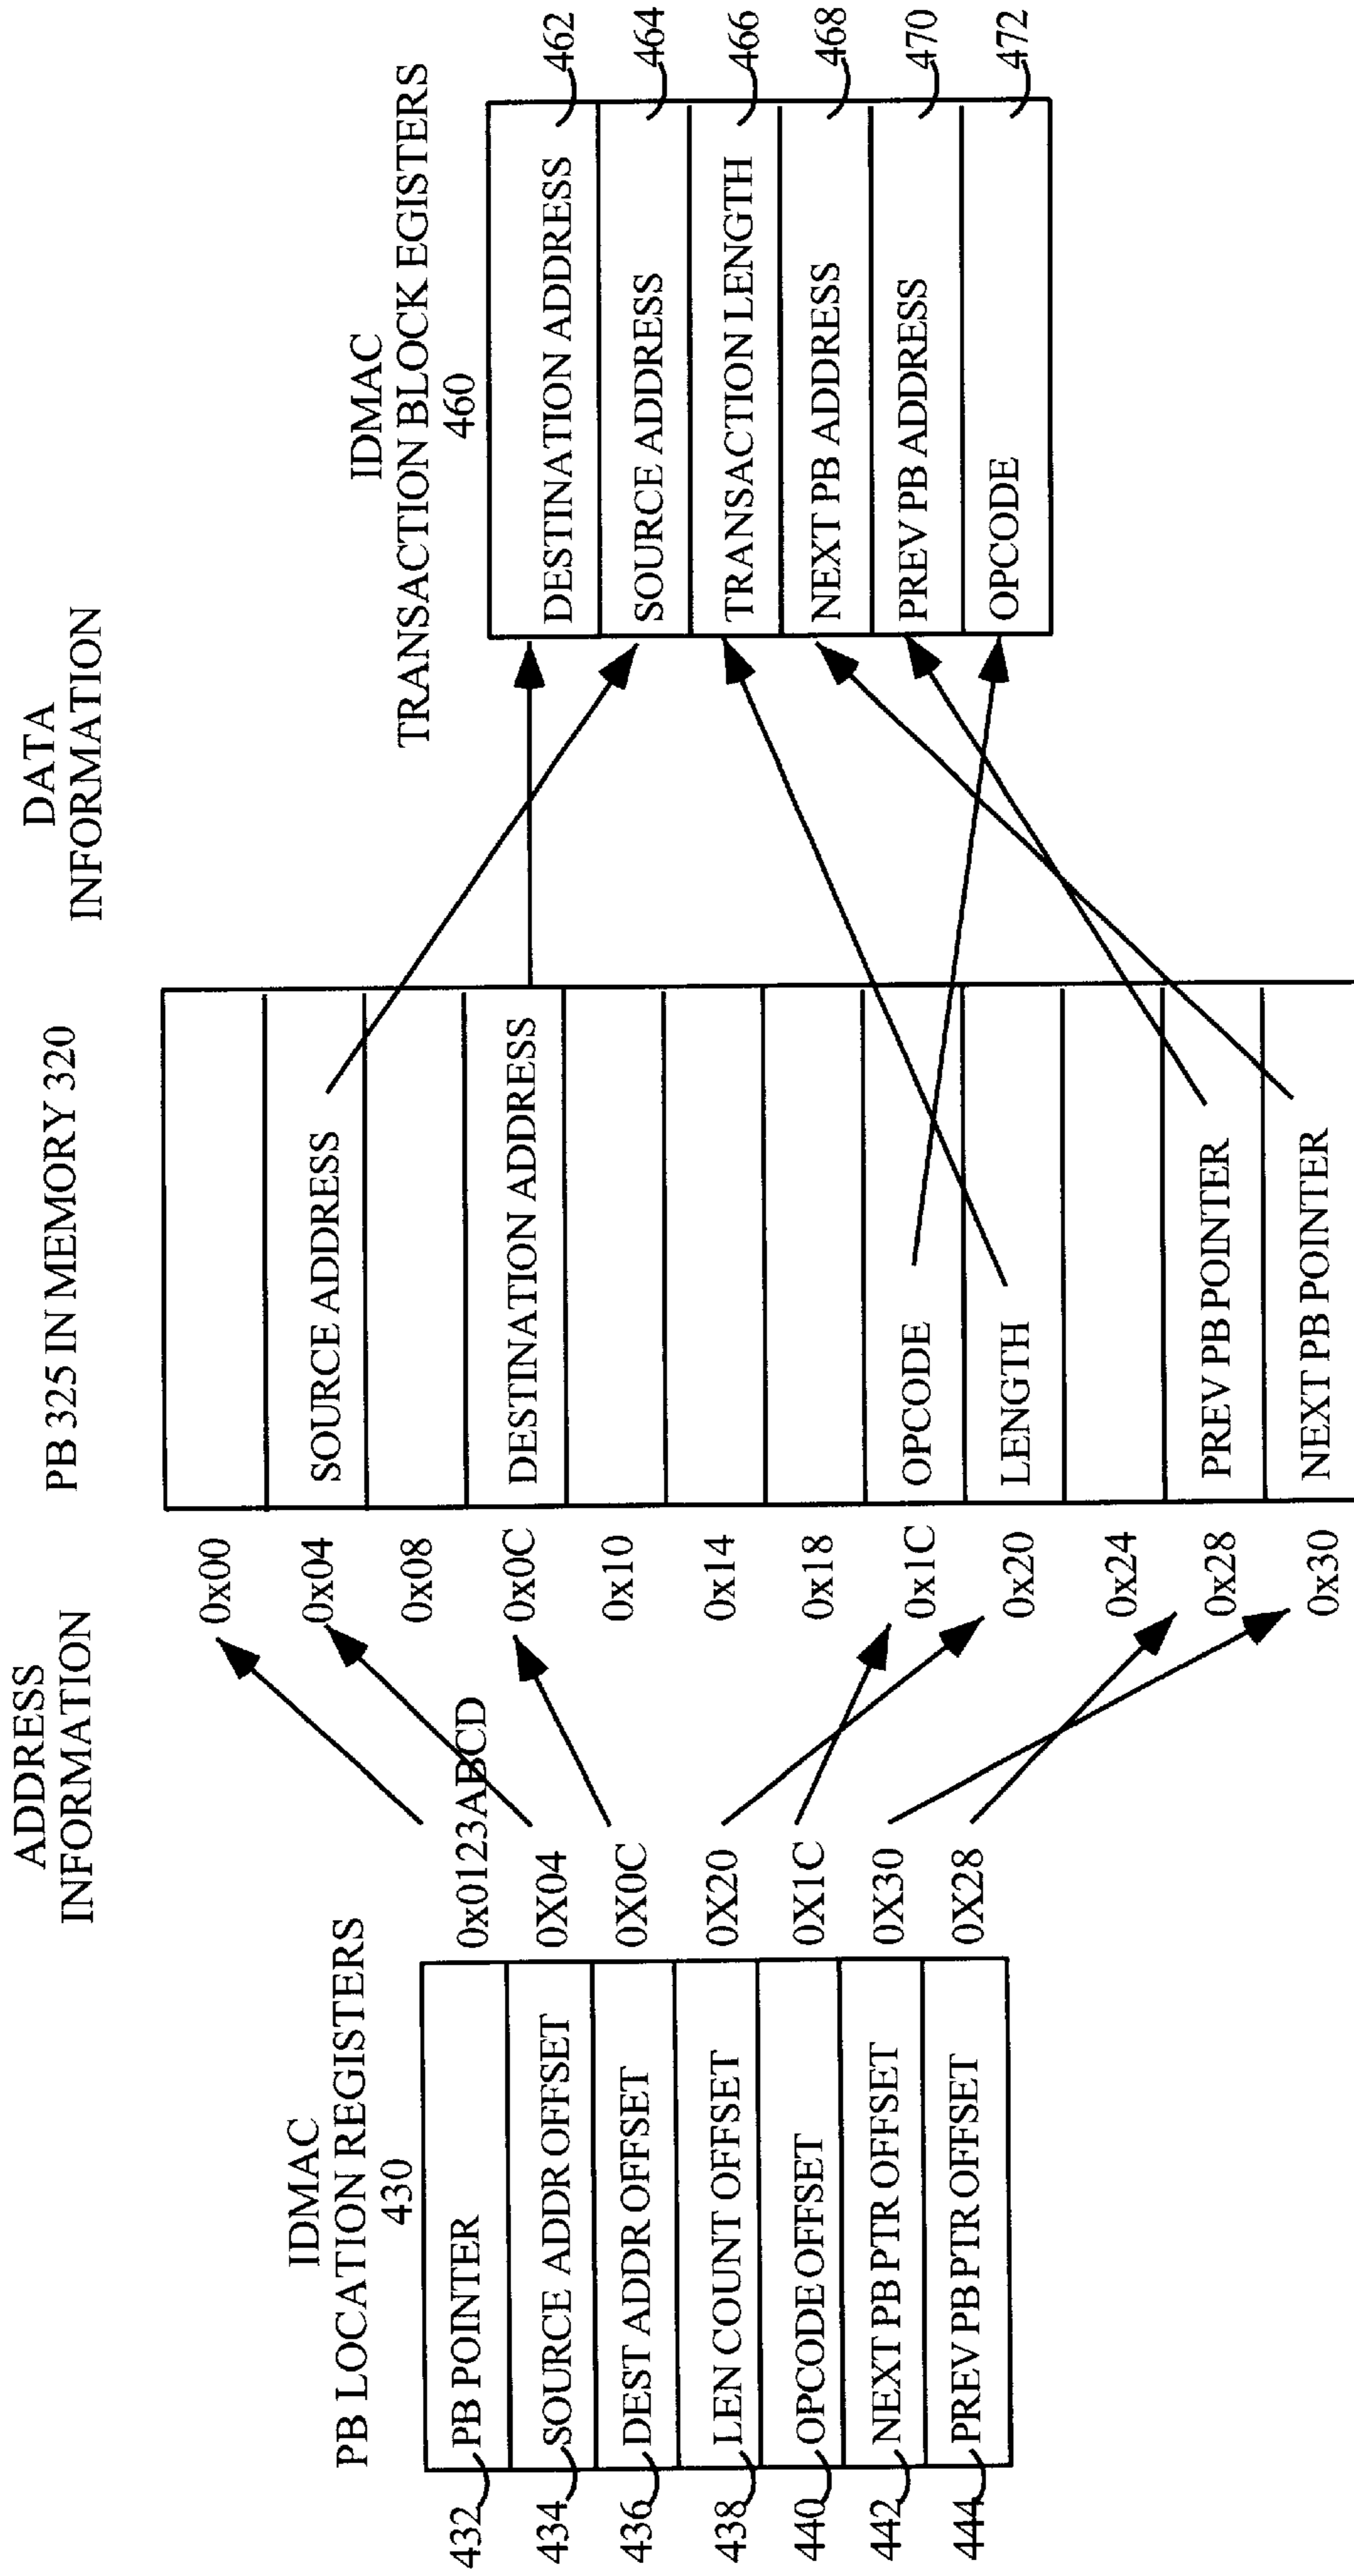 ADDRESS
INFORMATION
DATA
INFORMATION
IDMAC
PB LOCATION REGISTERS
430
432 PB POINTER 0x0123ABCD
434 SOURCE ADDR OFFSET 0X04
436 DEST ADDR OFFSET 0X0C
438 LEN COUNT OFFSET 0X20
440 OPCODE OFFSET 0X1C
442 NEXT PB PTR OFFSET 0X30
444 PREV PB PTR OFFSET 0X28
PB 325 IN MEMORY 320
0x00
0x04 SOURCE ADDRESS
0x08
0x0C DESTINATION ADDRESS
0x10
0x14
0x18
0x1C OPCODE
0x20 LENGTH
0x24
0x28 PREV PB POINTER
0x30 NEXT PB POINTER
IDMAC
TRANSACTION BLOCK EGISTERS
460
DESTINATION ADDRESS 462
SOURCE ADDRESS 464
TRANSACTION LENGTH 466
NEXT PB ADDRESS 468
PREV PB ADDRESS 470
OPCODE 472